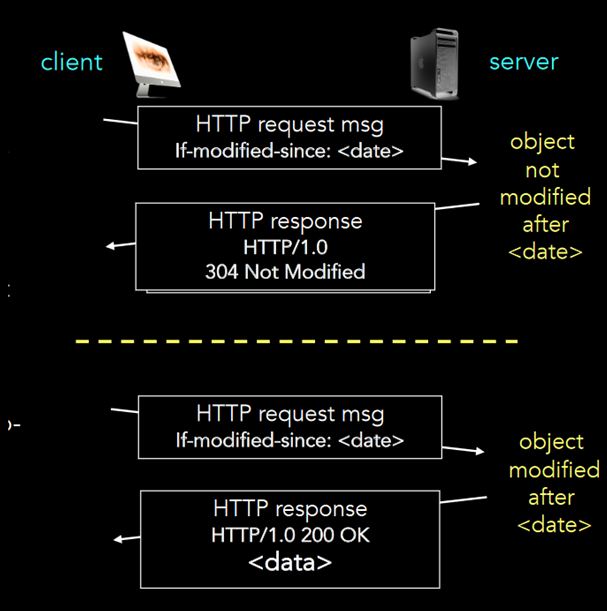 client
server
HTTP request msg
If-modified-since: <date>
object
not
modified
after
<date>
HTTP response
HTTP/1.0
304 Not Modified
HTTP request msg
If-modified-since: <date>
object
modified
after
<date>
HTTP response
HTTP/1.0 200 OK
<data>